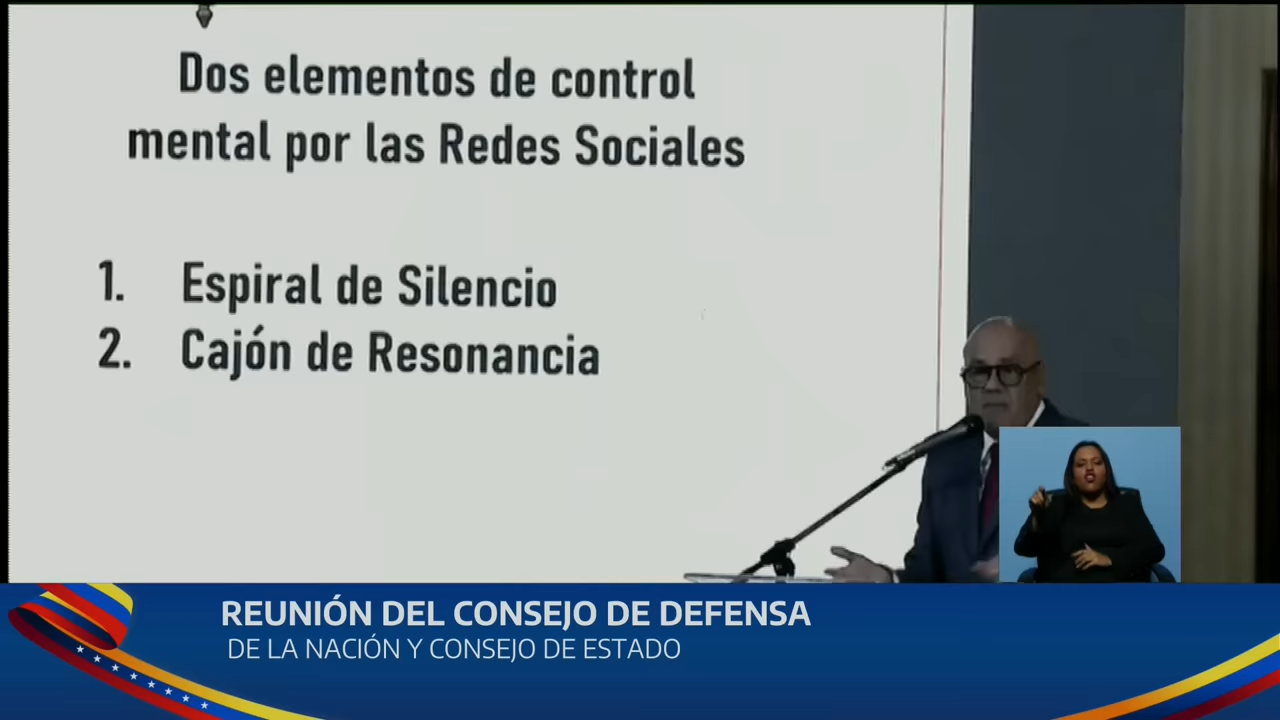 Dos elementos de control
mental por las Redes Sociales
1. Espiral de Silencio
2. Cajón de Resonancia
REUNIÓN DEL CONSEJO DE DEFENSA
DE LA NACIÓN Y CONSEJO DE ESTADO